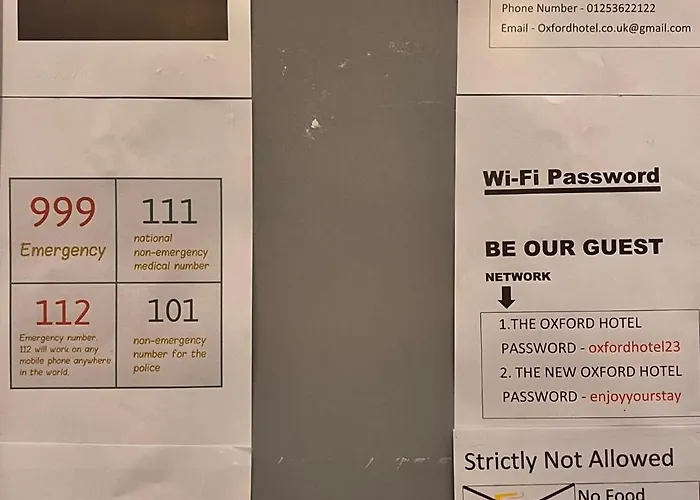 999
Emergency
111
national
non-emergency
medical number
112
Emergency number.
112 will work on any
mobile phone anywhere
in the world.
101
non-emergency
number for the
police
Phone Number - 01253622122
Email - Oxfordhotel.co.uk@gmail.com
Wi-Fi Password
BE OUR GUEST
NETWORK
1.THE OXFORD HOTEL
PASSWORD - oxfordhotel23
2. THE NEW OXFORD HOTEL
PASSWORD - enjoyyourstay
Strictly Not Allowed
No Food